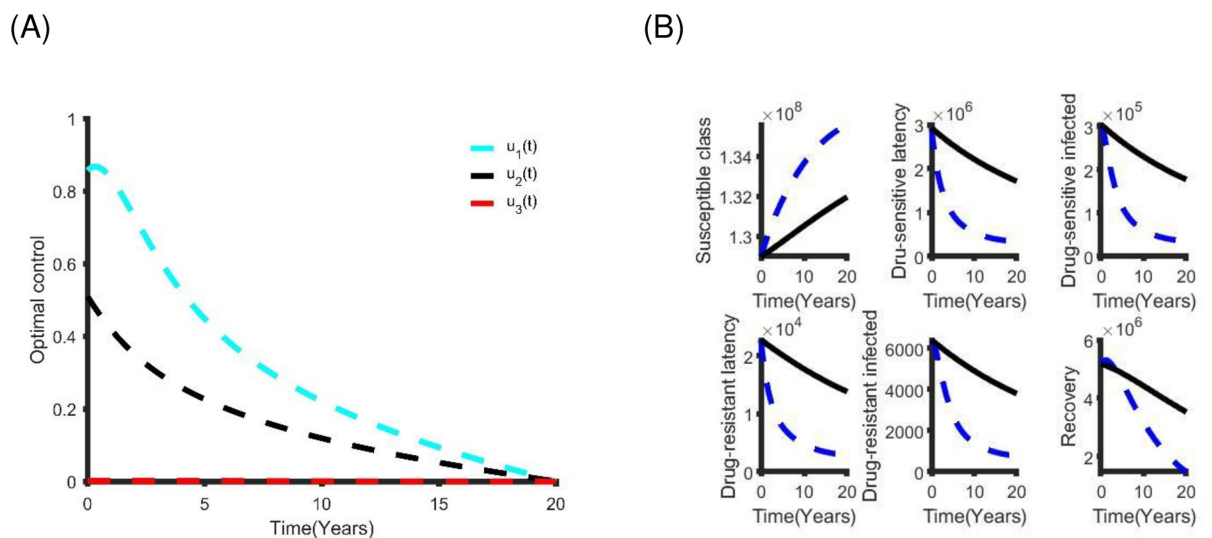 (A)
(B)
1
0.8
0.6
0.4
0.2
0
Optimal control
u1(t)
u2(t)
u3(t)
0 5 10 15 20
Time(Years)
× 10^8
1.34
1.32
1.3
Susceptible class
0 10 20
Time(Years)
× 10^6
3
2
1
0
Dru-sensitive latency
0 10 20
Time(Years)
× 10^5
3
2
1
0
Drug-sensitive infected
0 10 20
Time(Years)
× 10^4
2
1
0
Drug-resistant latency
0 10 20
Time(Years)
6000
4000
2000
0
Drug-resistant infected
0 10 20
Time(Years)
× 10^6
6
4
2
Recovery
0 10 20
Time(Years)